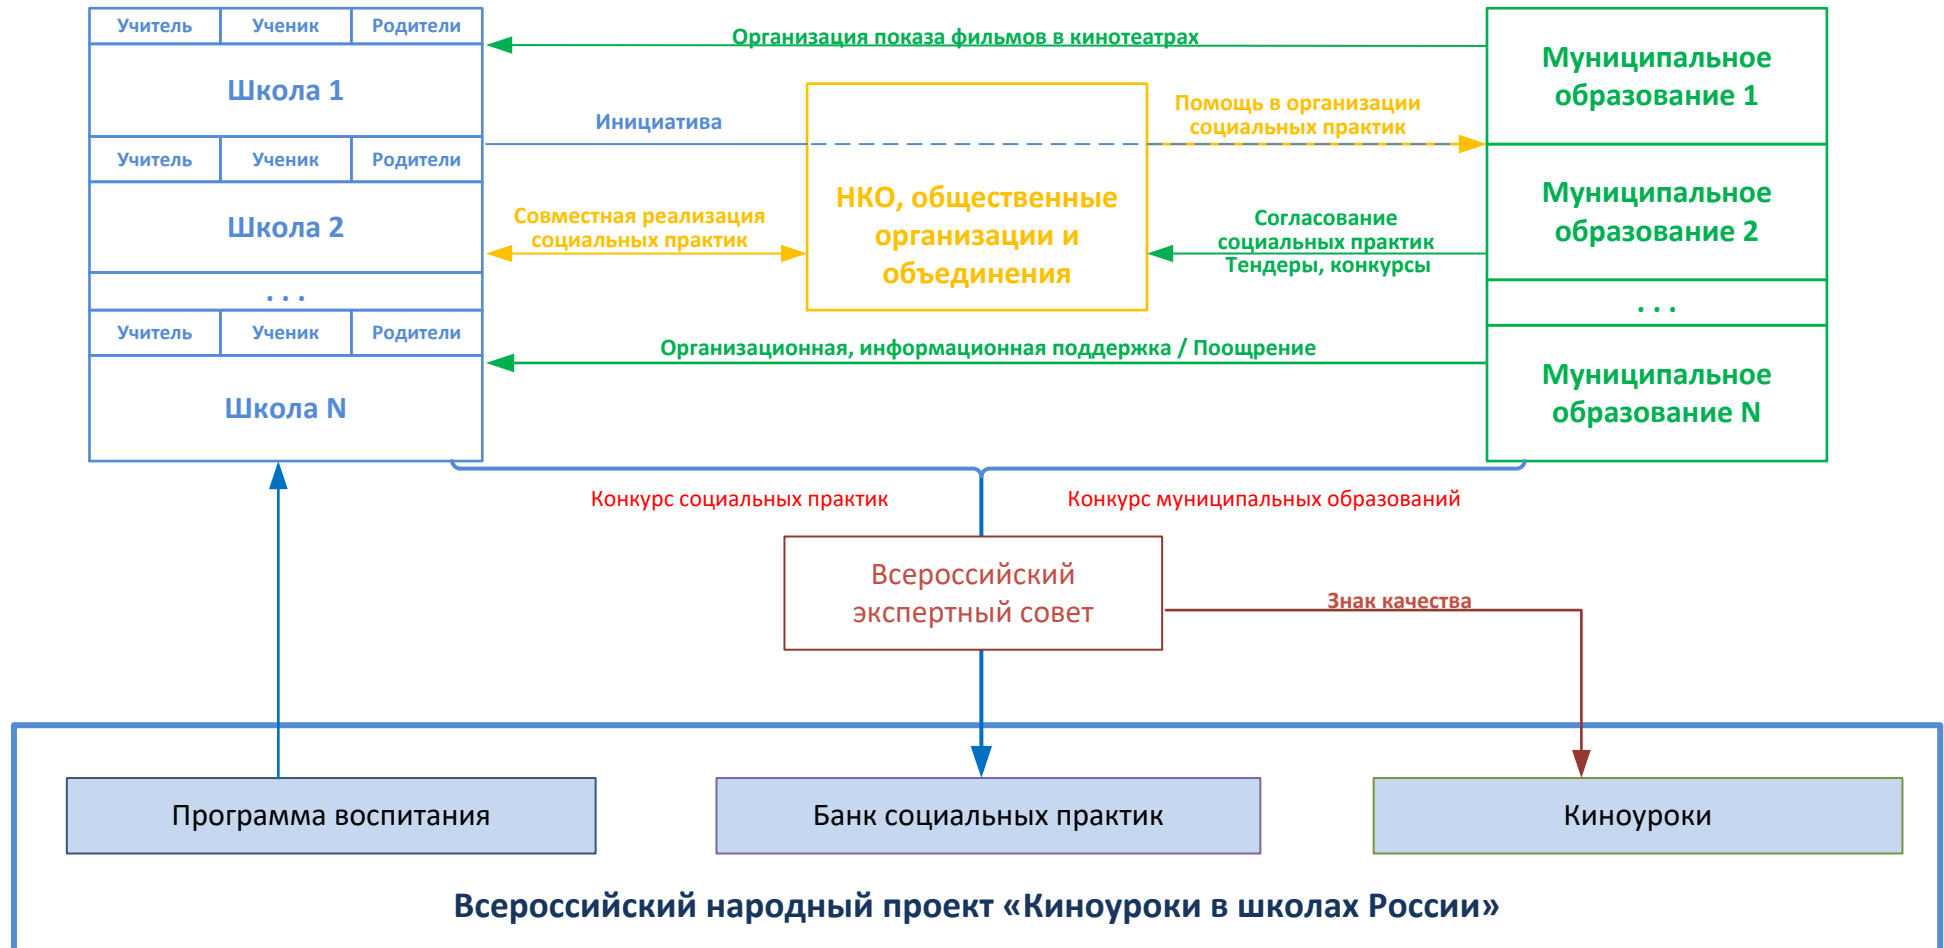 Учитель Ученик Родители
Школа 1
Учитель Ученик Родители
Школа 2
. . .
Учитель Ученик Родители
Школа N
Организация показа фильмов в кинотеатрах
Инициатива
Помощь в организации
социальных практик
НКО, общественные
организации и
объединения
Совместная реализация
социальных практик
Согласование
социальных практик
Тендеры, конкурсы
Организационная, информационная поддержка / Поощрение
Муниципальное
образование 1
Муниципальное
образование 2
. . .
Муниципальное
образование N
Конкурс социальных практик
Конкурс муниципальных образований
Всероссийский
экспертный совет
Знак качества
Программа воспитания
Банк социальных практик
Киноуроки
Всероссийский народный проект «Киноуроки в школах России»